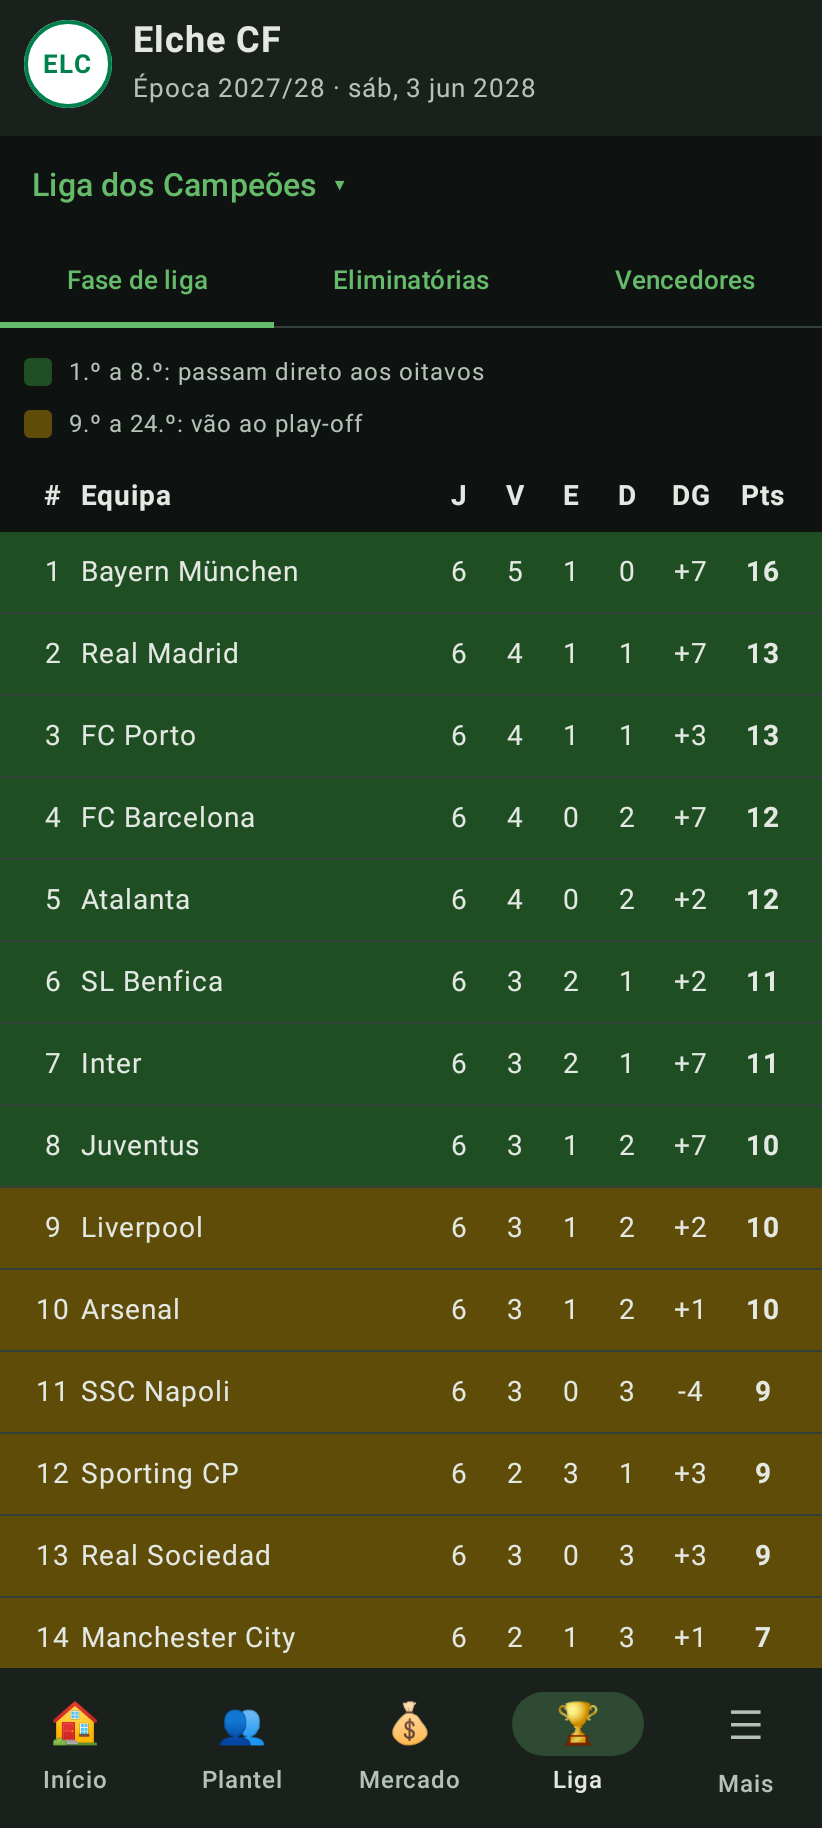 ELC
Elche CF
Época 2027/28 · sáb, 3 jun 2028
Liga dos Campeões ▼
Fase de liga Eliminatórias Vencedores
1.º a 8.º: passam direto aos oitavos
9.º a 24.º: vão ao play-off
# Equipa J V E D DG Pts
1 Bayern München 6 5 1 0 +7 16
2 Real Madrid 6 4 1 1 +7 13
3 FC Porto 6 4 1 1 +3 13
4 FC Barcelona 6 4 0 2 +7 12
5 Atalanta 6 4 0 2 +2 12
6 SL Benfica 6 3 2 1 +2 11
7 Inter 6 3 2 1 +7 11
8 Juventus 6 3 1 2 +7 10
9 Liverpool 6 3 1 2 +2 10
10 Arsenal 6 3 1 2 +1 10
11 SSC Napoli 6 3 0 3 -4 9
12 Sporting CP 6 2 3 1 +3 9
13 Real Sociedad 6 3 0 3 +3 9
14 Manchester City 6 2 1 3 +1 7
Início Plantel Mercado Liga Mais